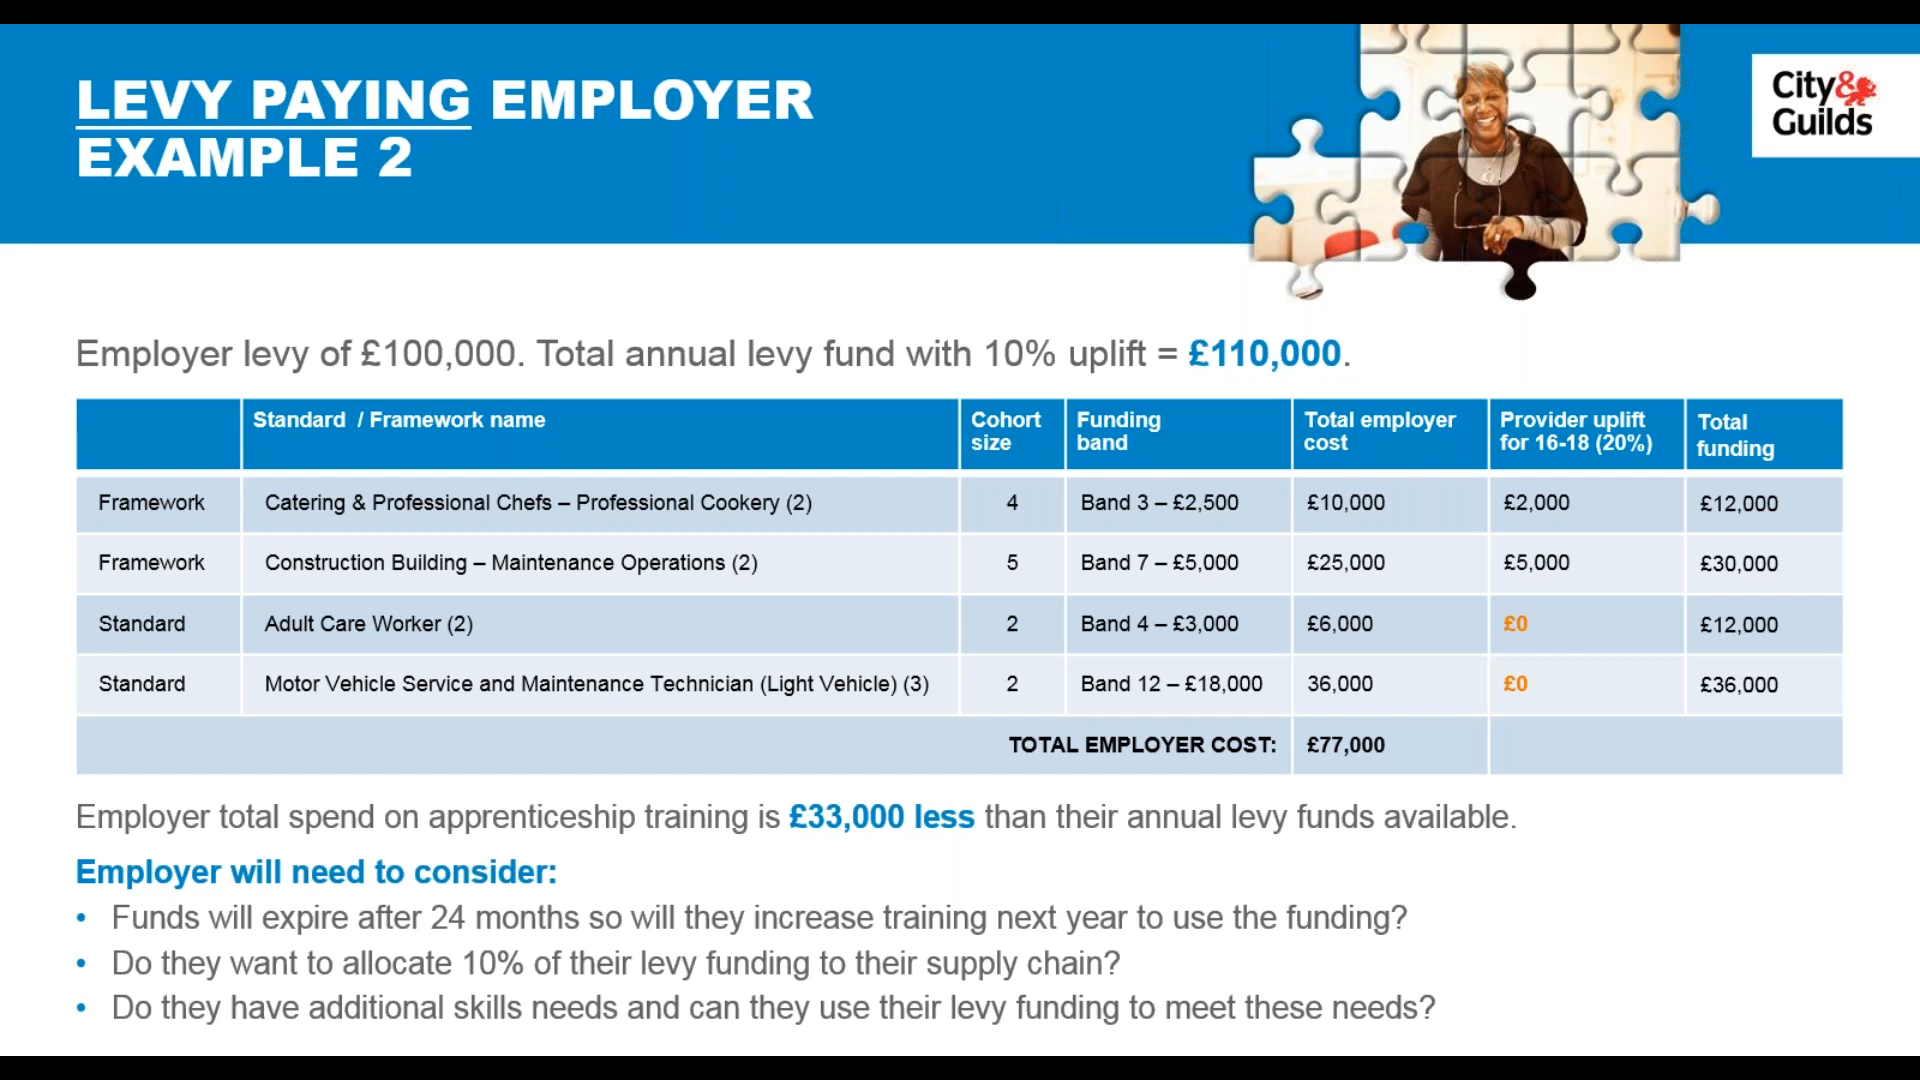 LEVY PAYING EMPLOYER
EXAMPLE 2
City&
Guilds
Employer levy of £100,000. Total annual levy fund with 10% uplift = £110,000.
Standard / Framework name
Cohort size
Funding band
Total employer cost
Provider uplift for 16-18 (20%)
Total funding
Framework Catering & Professional Chefs – Professional Cookery (2) 4 Band 3 – £2,500 £10,000 £2,000 £12,000
Framework Construction Building – Maintenance Operations (2) 5 Band 7 – £5,000 £25,000 £5,000 £30,000
Standard Adult Care Worker (2) 2 Band 4 – £3,000 £6,000 £0 £12,000
Standard Motor Vehicle Service and Maintenance Technician (Light Vehicle) (3) 2 Band 12 – £18,000 36,000 £0 £36,000
TOTAL EMPLOYER COST: £77,000
Employer total spend on apprenticeship training is £33,000 less than their annual levy funds available.
Employer will need to consider:
• Funds will expire after 24 months so will they increase training next year to use the funding?
• Do they want to allocate 10% of their levy funding to their supply chain?
• Do they have additional skills needs and can they use their levy funding to meet these needs?